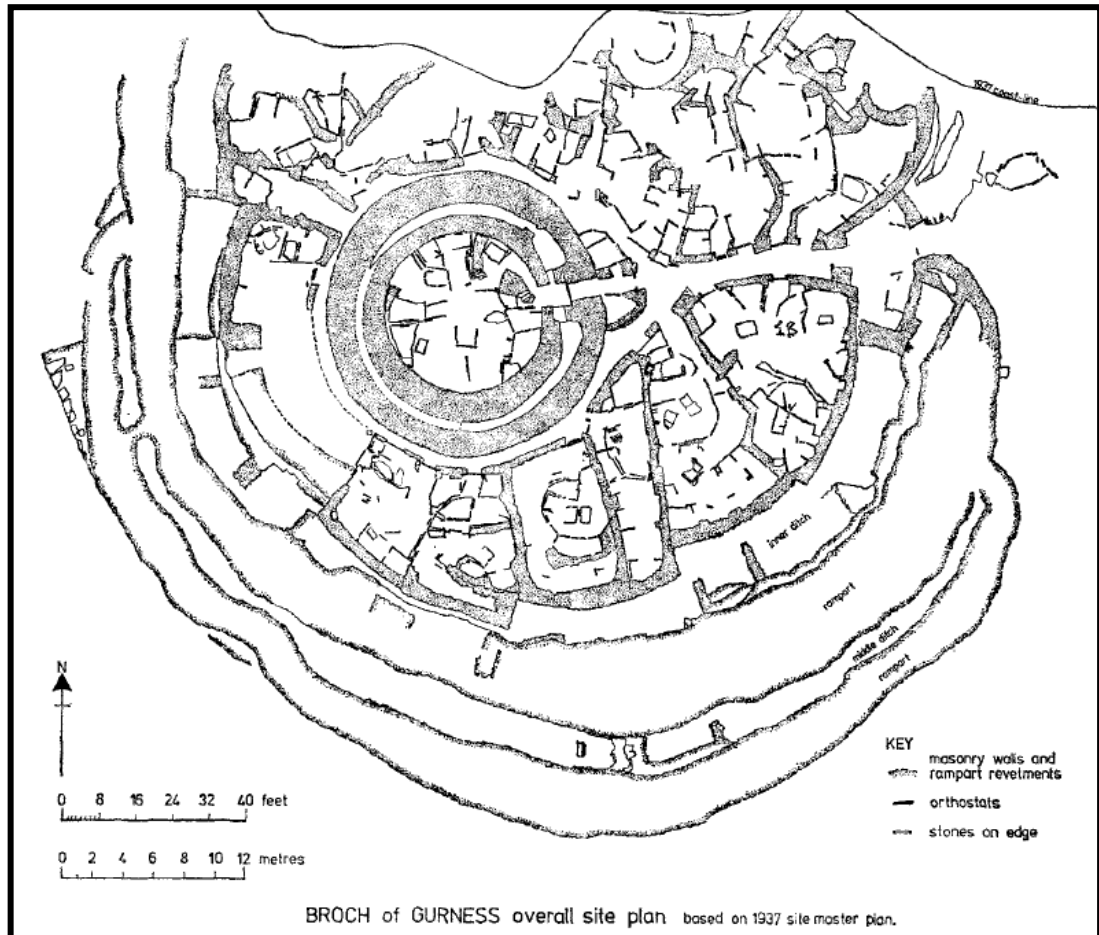 1937 coast-line
18
inner ditch
rampart
middle ditch
rampart
N
0 8 16 24 32 40 feet
0 2 4 6 8 10 12 metres
KEY
masonry walls and
rampart revetments
orthostats
stones on edge
BROCH of GURNESS overall site plan based on 1937 site master plan.